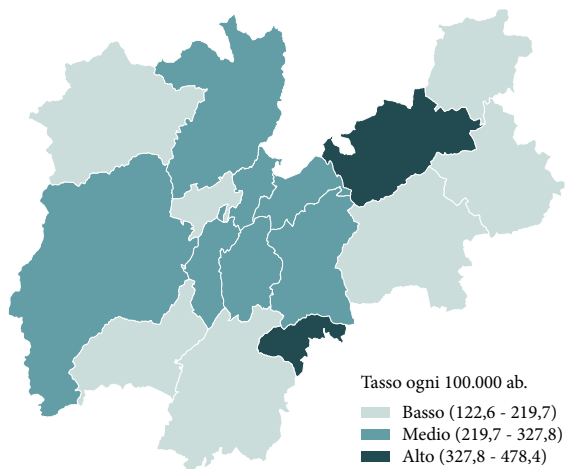 Tasso ogni 100.000 ab.
Basso (122,6 - 219,7)
Medio (219,7 - 327,8)
Alto (327,8 - 478,4)